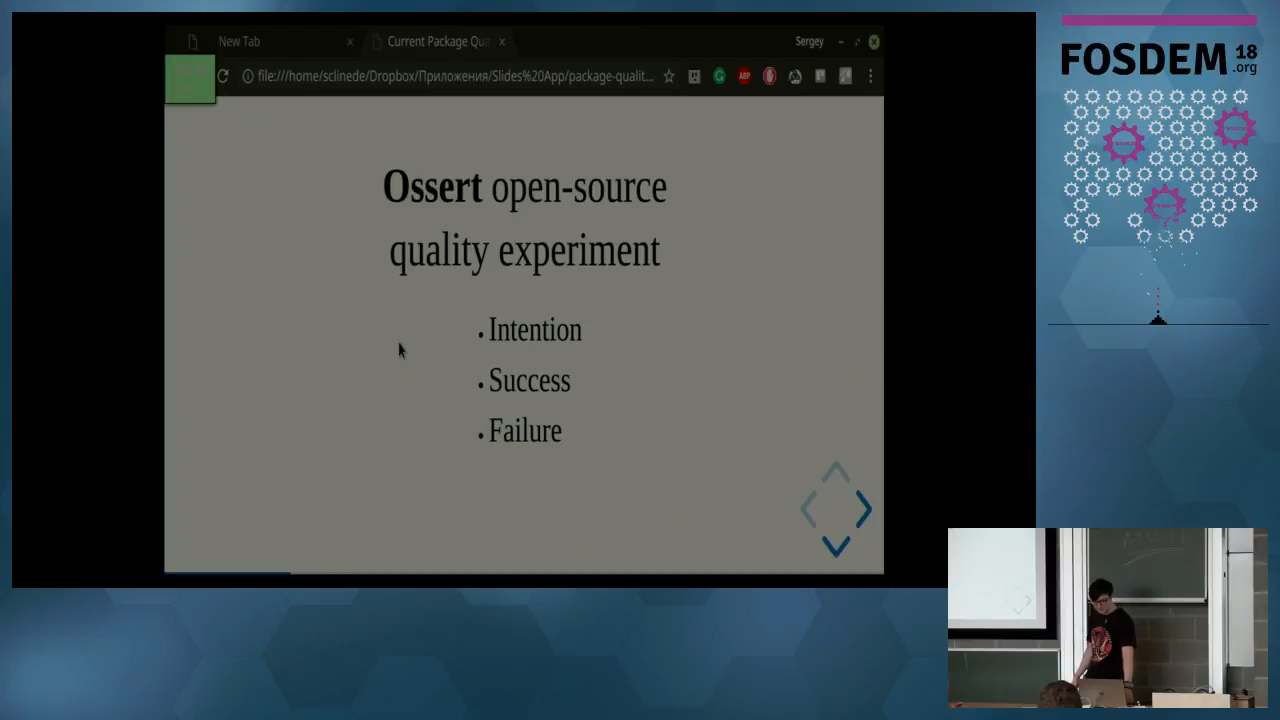 New Tab
Current Package Qua
Sergey
file:///home/sclinede/Dropbox/Приложения/Slides%20App/package-qualit...
ABP
Ossert open-source
quality experiment
• Intention
• Success
• Failure
FOSDEM 18
.org